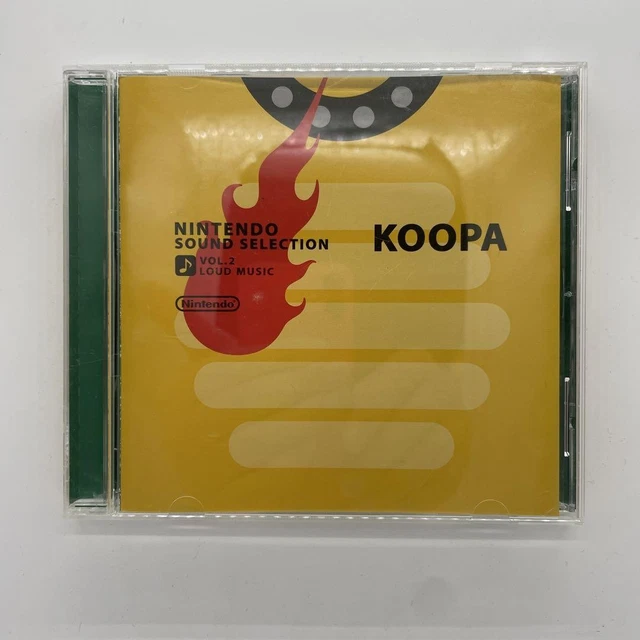 NINTENDO
SOUND SELECTION
VOL.2
LOUD MUSIC
Nintendo
KOOPA